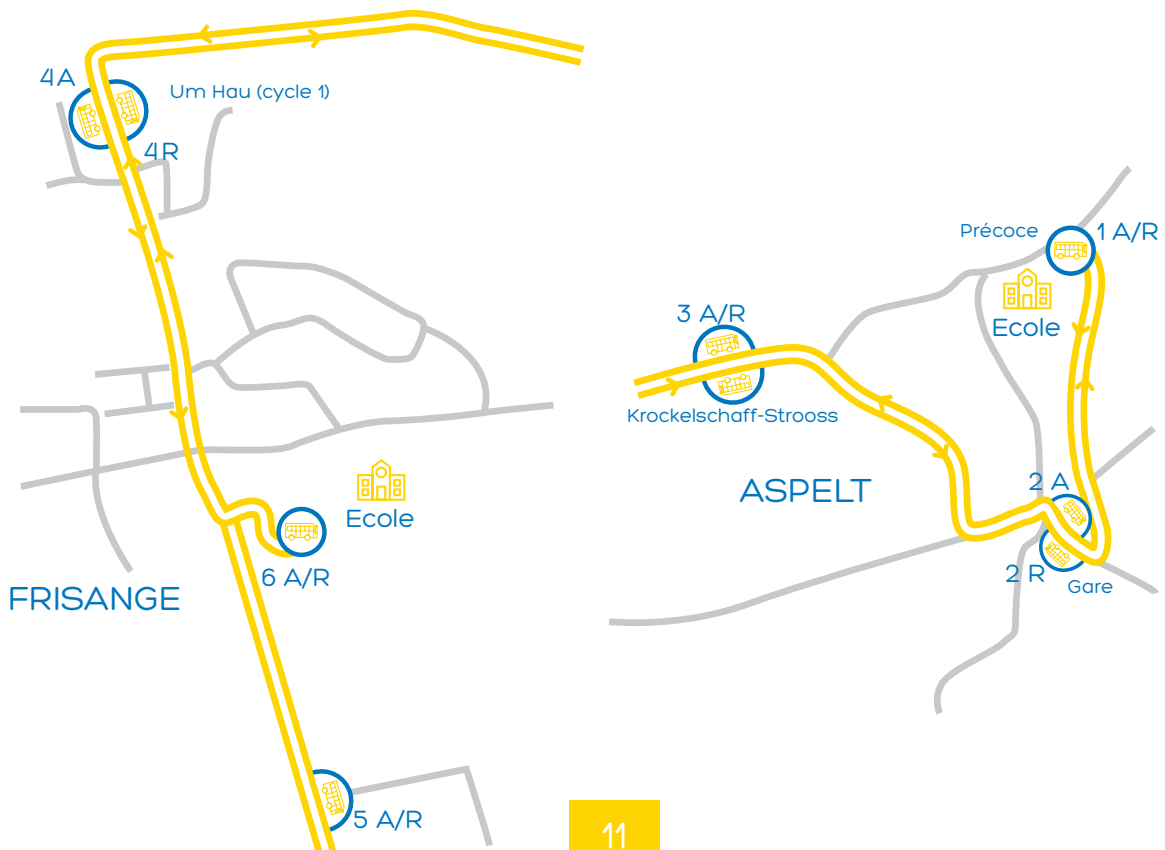 4A
Um Hau (cycle 1)
4R
Précoce
1 A/R
Ecole
3 A/R
Krockelschaff-Strooss
ASPELT
2 A
2 R
Gare
Ecole
6 A/R
FRISANGE
5 A/R
11